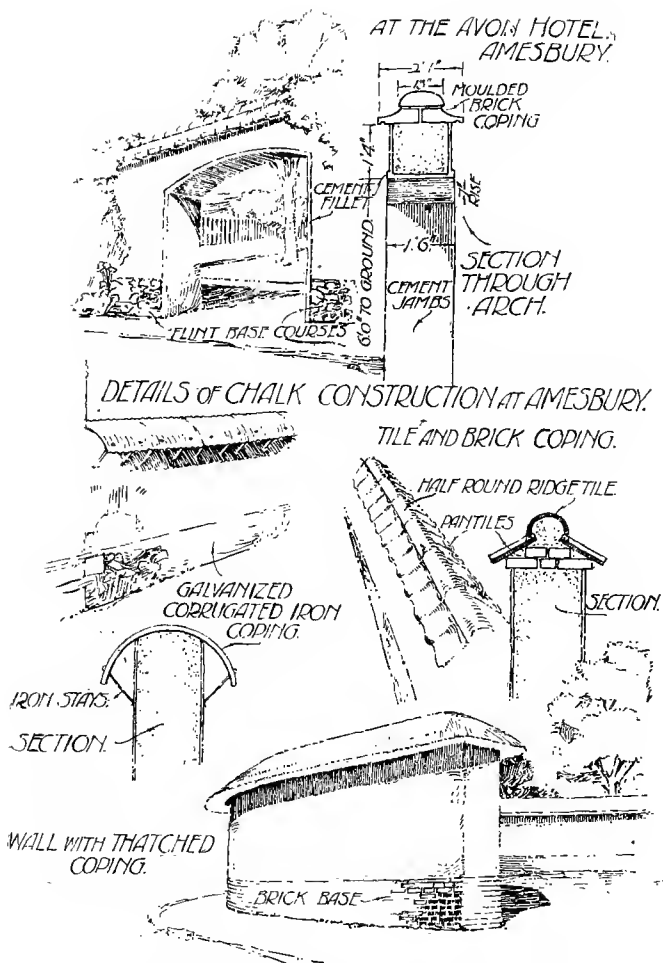 AT THE AVON HOTEL,
AMESBURY.
2'·1"
MOULDED
BRICK
COPING
1'·4"
CEMENT
FILLET
RISE
1'·6"
6'·0" TO GROUND.
SECTION
THROUGH
ARCH.
CEMENT
JAMBS
FLINT BASE COURSES
DETAILS OF CHALK CONSTRUCTION AT AMESBURY.
TILE AND BRICK COPING.
HALF ROUND RIDGE TILE.
PANTILES
SECTION.
GALVANIZED
CORRUGATED IRON
COPING.
IRON STAYS.
SECTION.
WALL WITH THATCHED
COPING.
BRICK BASE